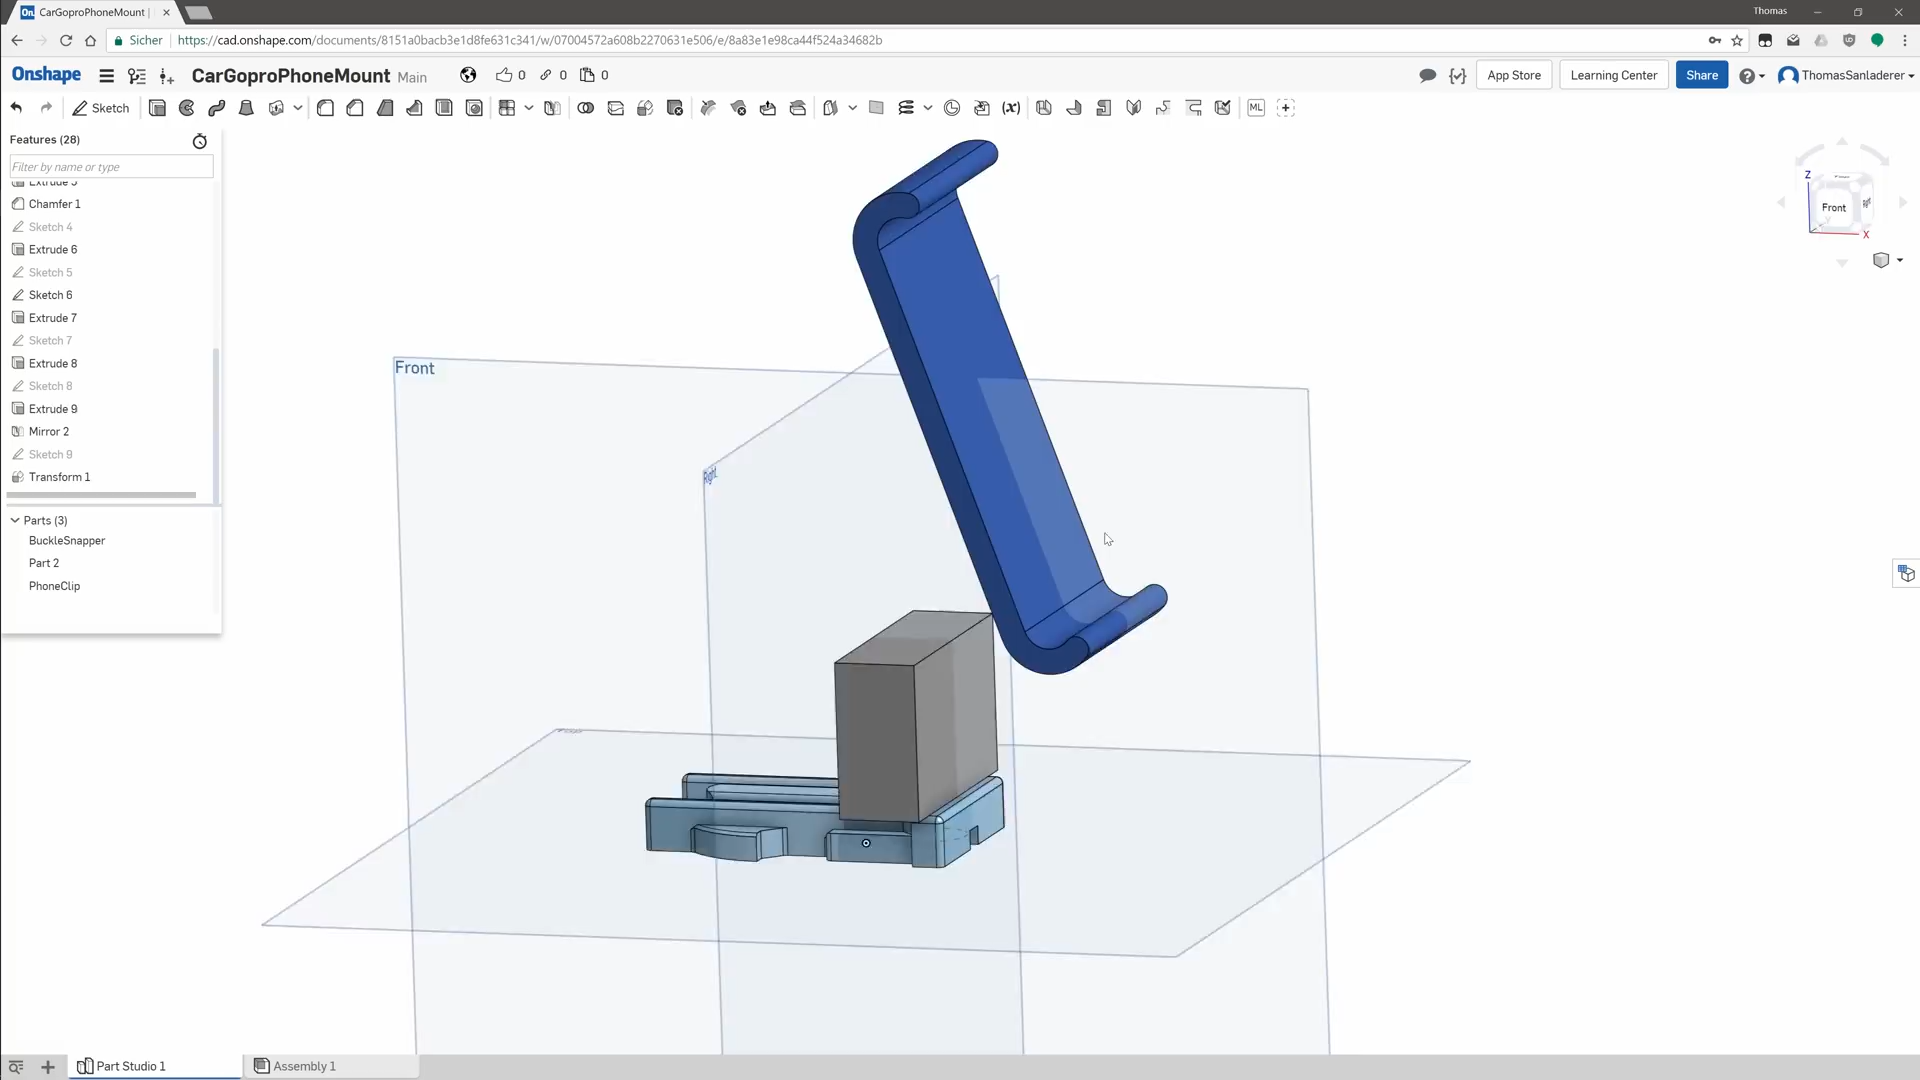 CarGoproPhoneMount |
Thomas
Sicher
https://cad.onshape.com/documents/8151a0bacb3e1d8fe631c341/w/07004572a608b2270631e506/e/8a83e1e98ca44f524a34682b
Onshape
CarGoproPhoneMount Main
0 0 0
App Store
Learning Center
Share
ThomasSanladerer
Sketch
(x)
ML
Features (28)
Filter by name or type
Chamfer 1
Sketch 4
Extrude 6
Sketch 5
Sketch 6
Extrude 7
Sketch 7
Extrude 8
Sketch 8
Extrude 9
Mirror 2
Sketch 9
Transform 1
Parts (3)
BuckleSnapper
Part 2
PhoneClip
Front
Right
Z
Front
X
Part Studio 1
Assembly 1